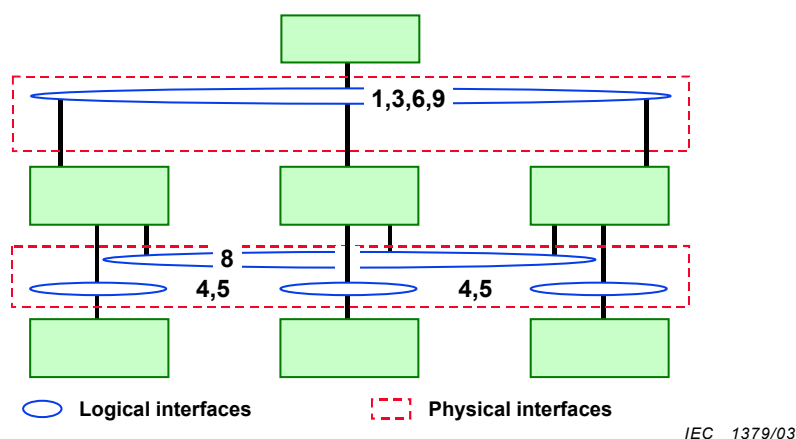 1,3,6,9
8
4,5 4,5
Logical interfaces Physical interfaces
IEC 1379/03